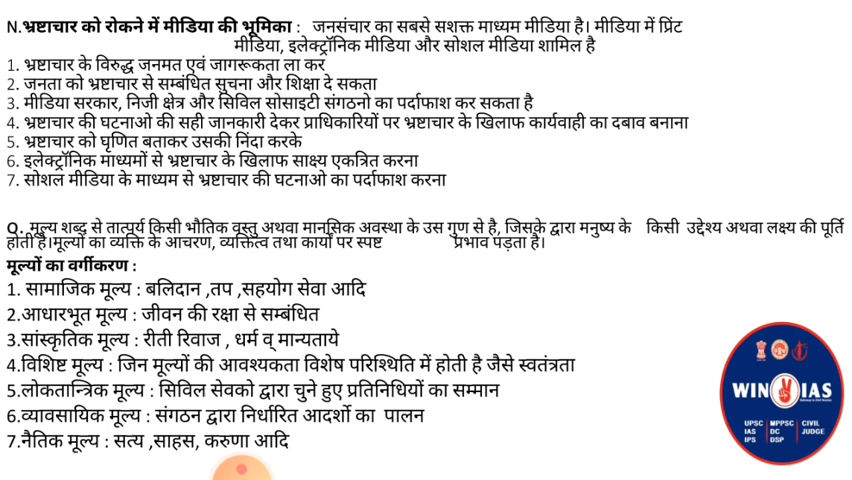 N.भ्रष्टाचार को रोकने में मीडिया की भूमिका : जनसंचार का सबसे सशक्त माध्यम मीडिया है। मीडिया में प्रिंट
मीडिया, इलेक्ट्रॉनिक मीडिया और सोशल मीडिया शामिल है
1. भ्रष्टाचार के विरुद्ध जनमत एवं जागरूकता ला कर
2. जनता को भ्रष्टाचार से सम्बंधित सुचना और शिक्षा दे सकता
3. मीडिया सरकार, निजी क्षेत्र और सिविल सोसाइटी संगठनो का पर्दाफाश कर सकता है
4. भ्रष्टाचार की घटनाओ की सही जानकारी देकर प्राधिकारियों पर भ्रष्टाचार के खिलाफ कार्यवाही का दबाव बनाना
5. भ्रष्टाचार को घृणित बताकर उसकी निंदा करके
6. इलेक्ट्रॉनिक माध्यमों से भ्रष्टाचार के खिलाफ साक्ष्य एकत्रित करना
7. सोशल मीडिया के माध्यम से भ्रष्टाचार की घटनाओ का पर्दाफाश करना
Q. मूल्य शब्द से तात्पर्य किसी भौतिक वस्तु अथवा मानसिक अवस्था के उस गुण से है, जिसके द्वारा मनुष्य के किसी उद्देश्य अथवा लक्ष्य की पूर्ति
होती है।मूल्यों का व्यक्ति के आचरण, व्यक्तित्व तथा कार्यों पर स्पष्ट प्रभाव पड़ता है।
मूल्यों का वर्गीकरण :
1. सामाजिक मूल्य : बलिदान ,तप ,सहयोग सेवा आदि
2.आधारभूत मूल्य : जीवन की रक्षा से सम्बंधित
3.सांस्कृतिक मूल्य : रीती रिवाज , धर्म व् मान्यताये
4.विशिष्ट मूल्य : जिन मूल्यों की आवश्यकता विशेष परिश्थिति में होती है जैसे स्वतंत्रता
5.लोकतान्त्रिक मूल्य : सिविल सेवको द्वारा चुने हुए प्रतिनिधियों का सम्मान
6.व्यावसायिक मूल्य : संगठन द्वारा निर्धारित आदर्शो का पालन
7.नैतिक मूल्य : सत्य ,साहस, करुणा आदि
WIN IAS
UPSC MPPSC CIVIL
IAS DC JUDGE
IPS DSP